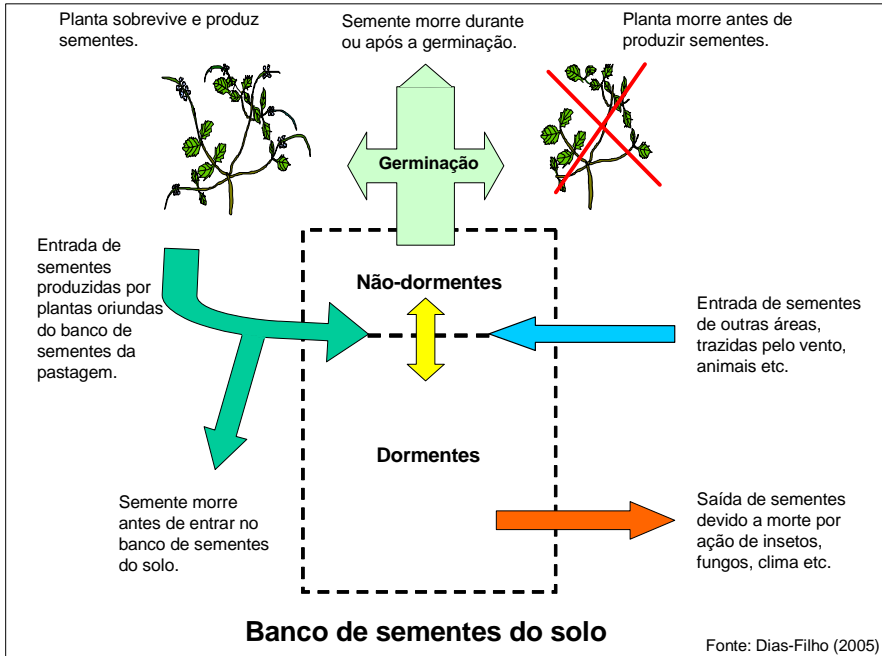 Planta sobrevive e produz
sementes.
Semente morre durante
ou após a germinação.
Planta morre antes de
produzir sementes.
Germinação
Entrada de
sementes
produzidas por
plantas oriundas
do banco de
sementes da
pastagem.
Não-dormentes
Entrada de sementes
de outras áreas,
trazidas pelo vento,
animais etc.
Dormentes
Semente morre
antes de entrar no
banco de sementes
do solo.
Saída de sementes
devido a morte por
ação de insetos,
fungos, clima etc.
Banco de sementes do solo
Fonte: Dias-Filho (2005)